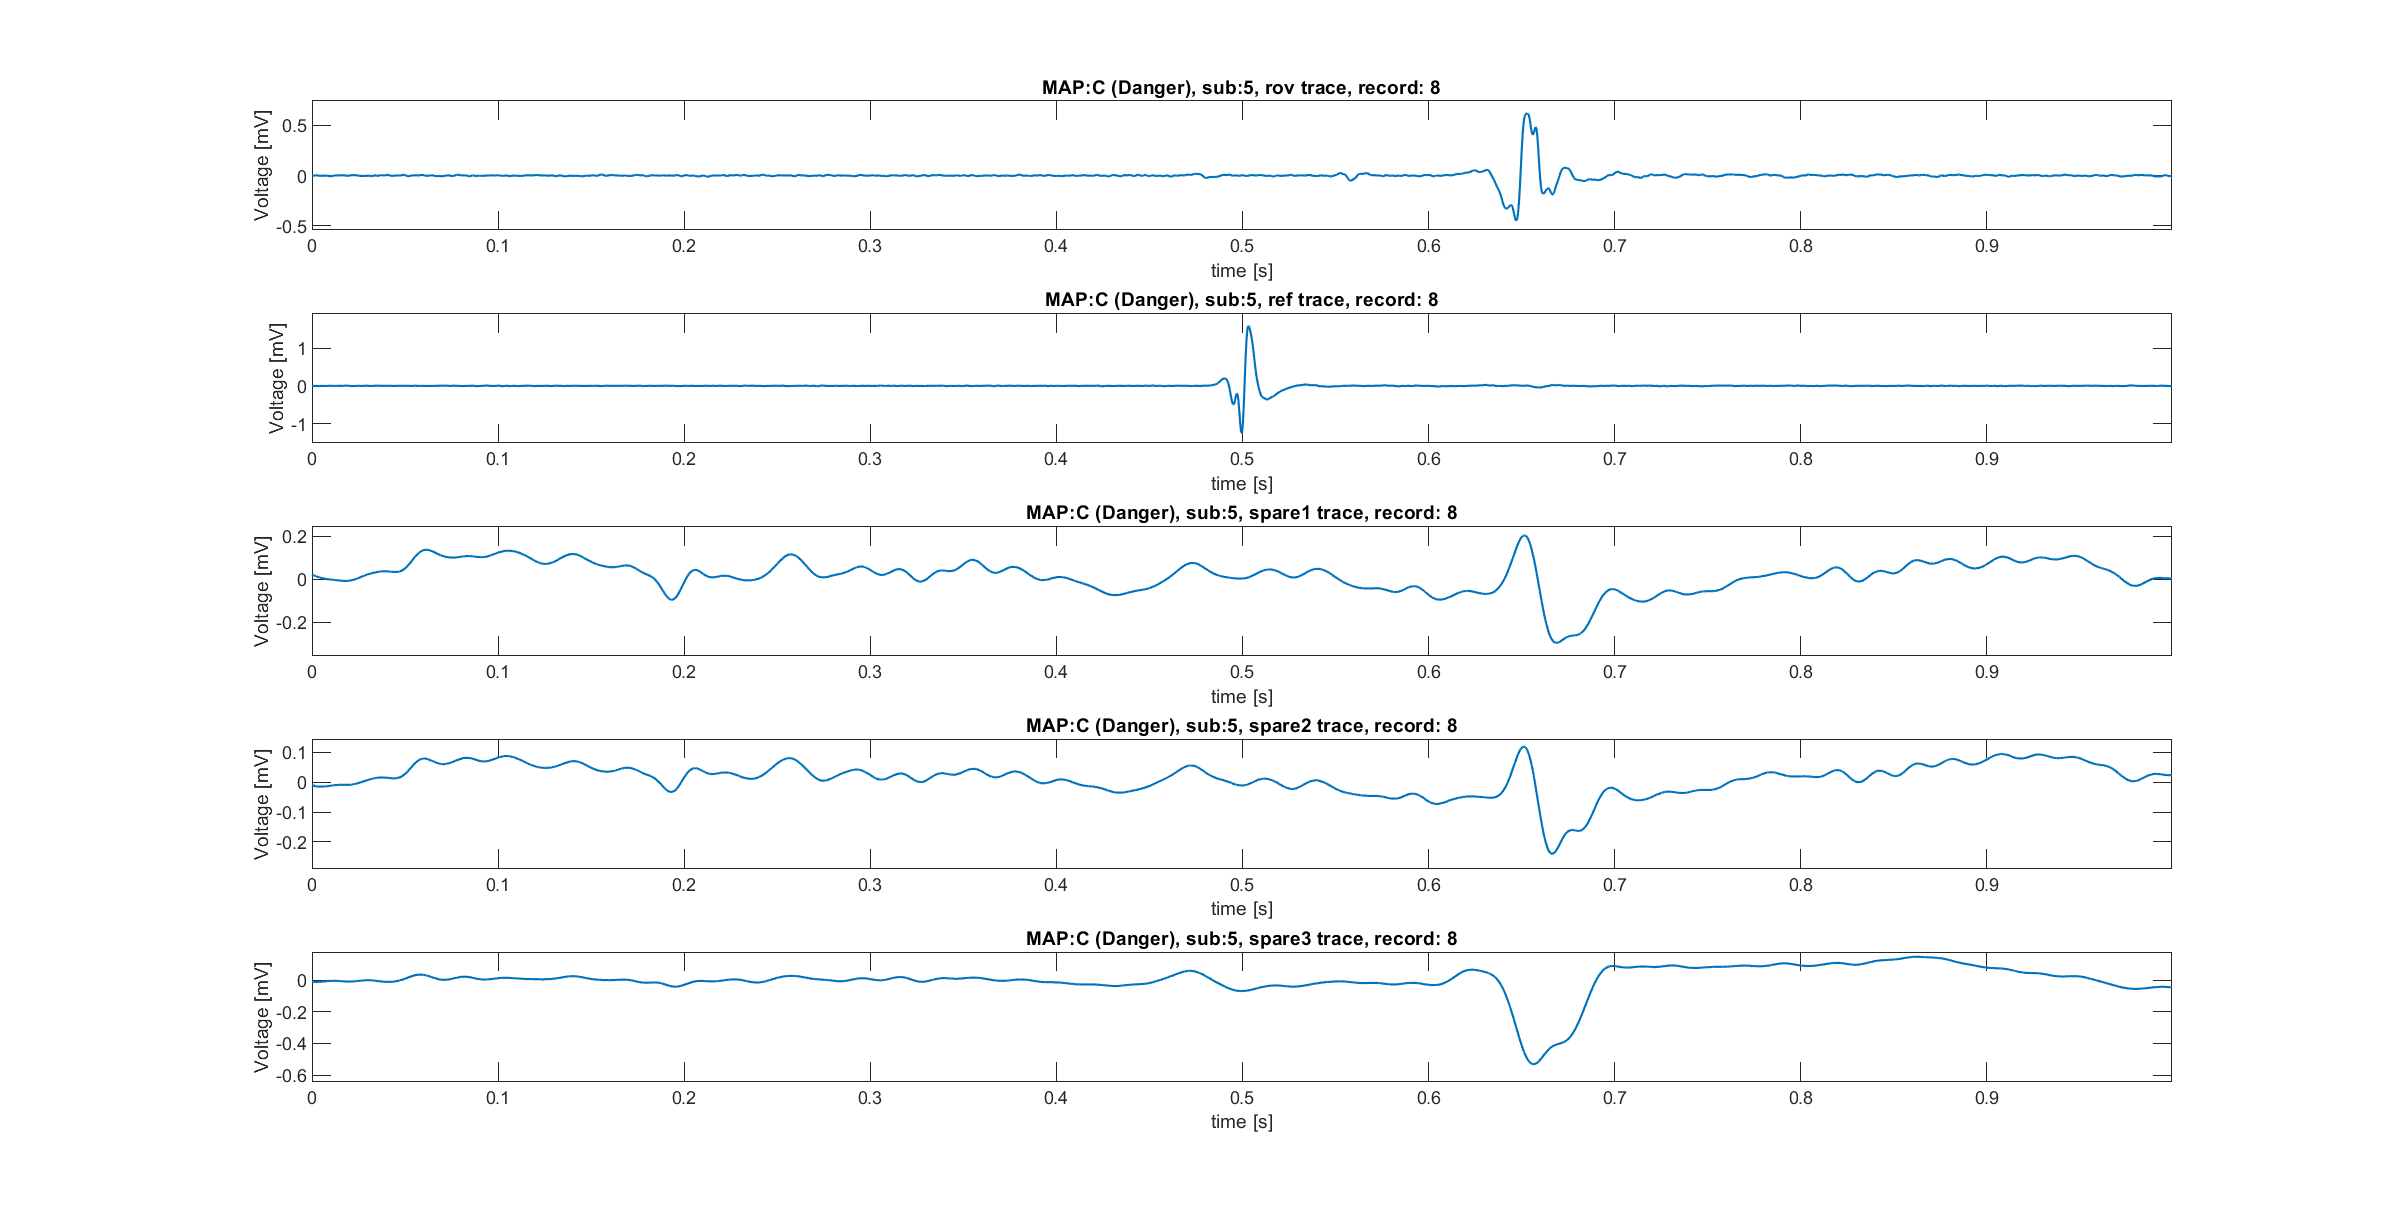 MAP:C (Danger), sub:5, rov trace, record: 8
Voltage [mV]
0.5
0
-0.5
0 0.1 0.2 0.3 0.4 0.5 0.6 0.7 0.8 0.9
time [s]
MAP:C (Danger), sub:5, ref trace, record: 8
Voltage [mV]
1
0
-1
0 0.1 0.2 0.3 0.4 0.5 0.6 0.7 0.8 0.9
time [s]
MAP:C (Danger), sub:5, spare1 trace, record: 8
Voltage [mV]
0.2
0
-0.2
0 0.1 0.2 0.3 0.4 0.5 0.6 0.7 0.8 0.9
time [s]
MAP:C (Danger), sub:5, spare2 trace, record: 8
Voltage [mV]
0.1
0
-0.1
-0.2
0 0.1 0.2 0.3 0.4 0.5 0.6 0.7 0.8 0.9
time [s]
MAP:C (Danger), sub:5, spare3 trace, record: 8
Voltage [mV]
0
-0.2
-0.4
-0.6
0 0.1 0.2 0.3 0.4 0.5 0.6 0.7 0.8 0.9
time [s]